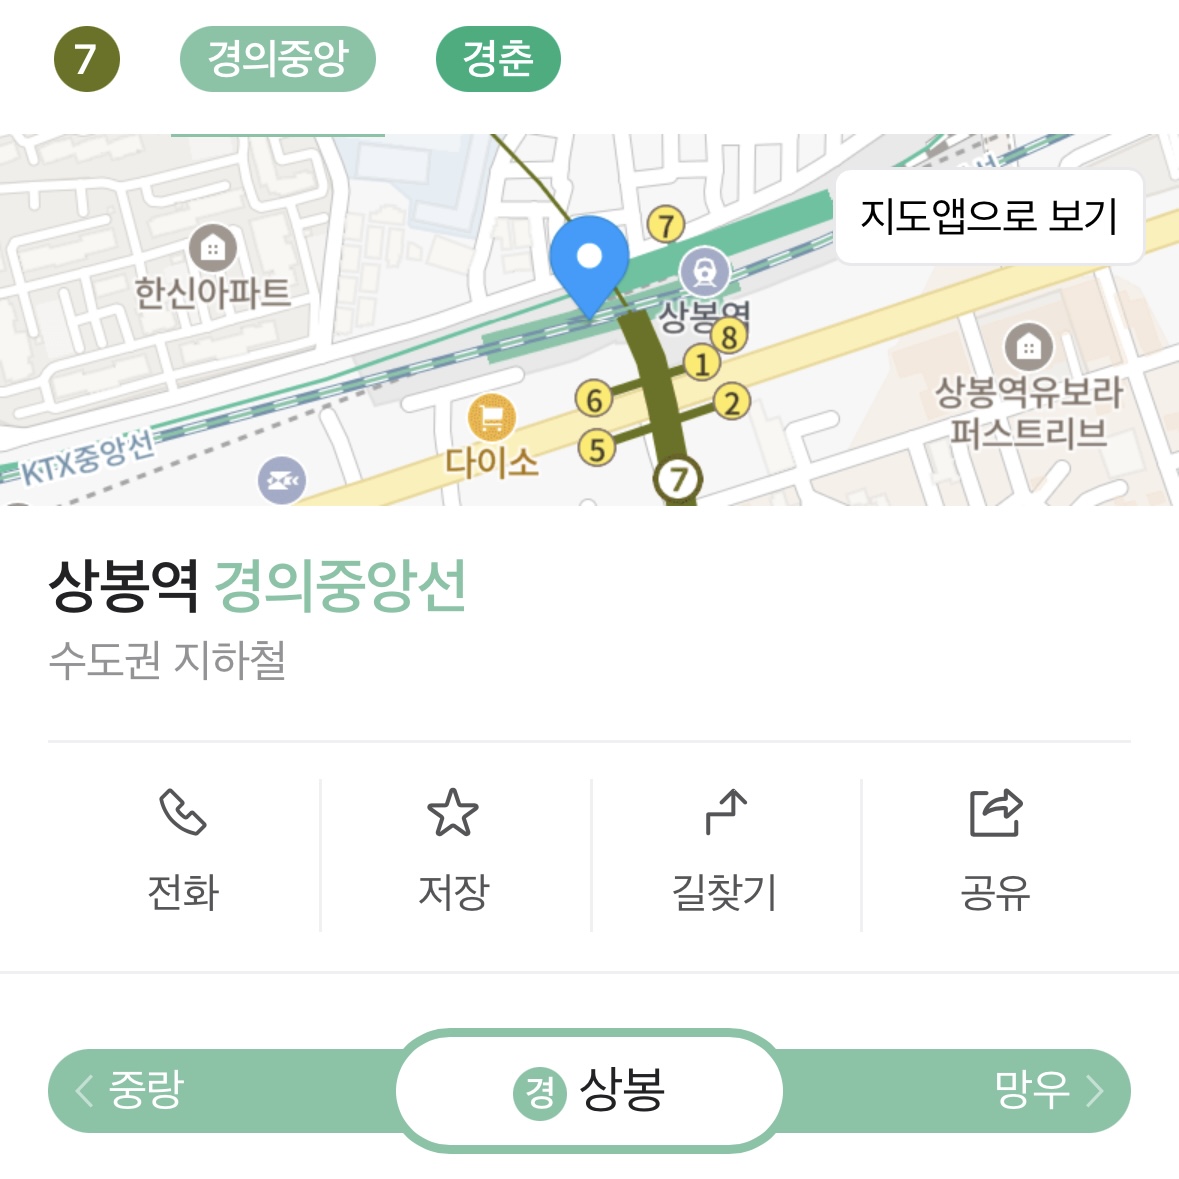 7 경의중앙 경춘
지도앱으로 보기
7
한신아파트
상봉역
8
1
6
2
상봉역유보라
퍼스트리브
5
다이소
KTX중앙선
7
상봉역 경의중앙선
수도권 지하철
전화 저장 길찾기 공유
중랑 경 상봉 망우